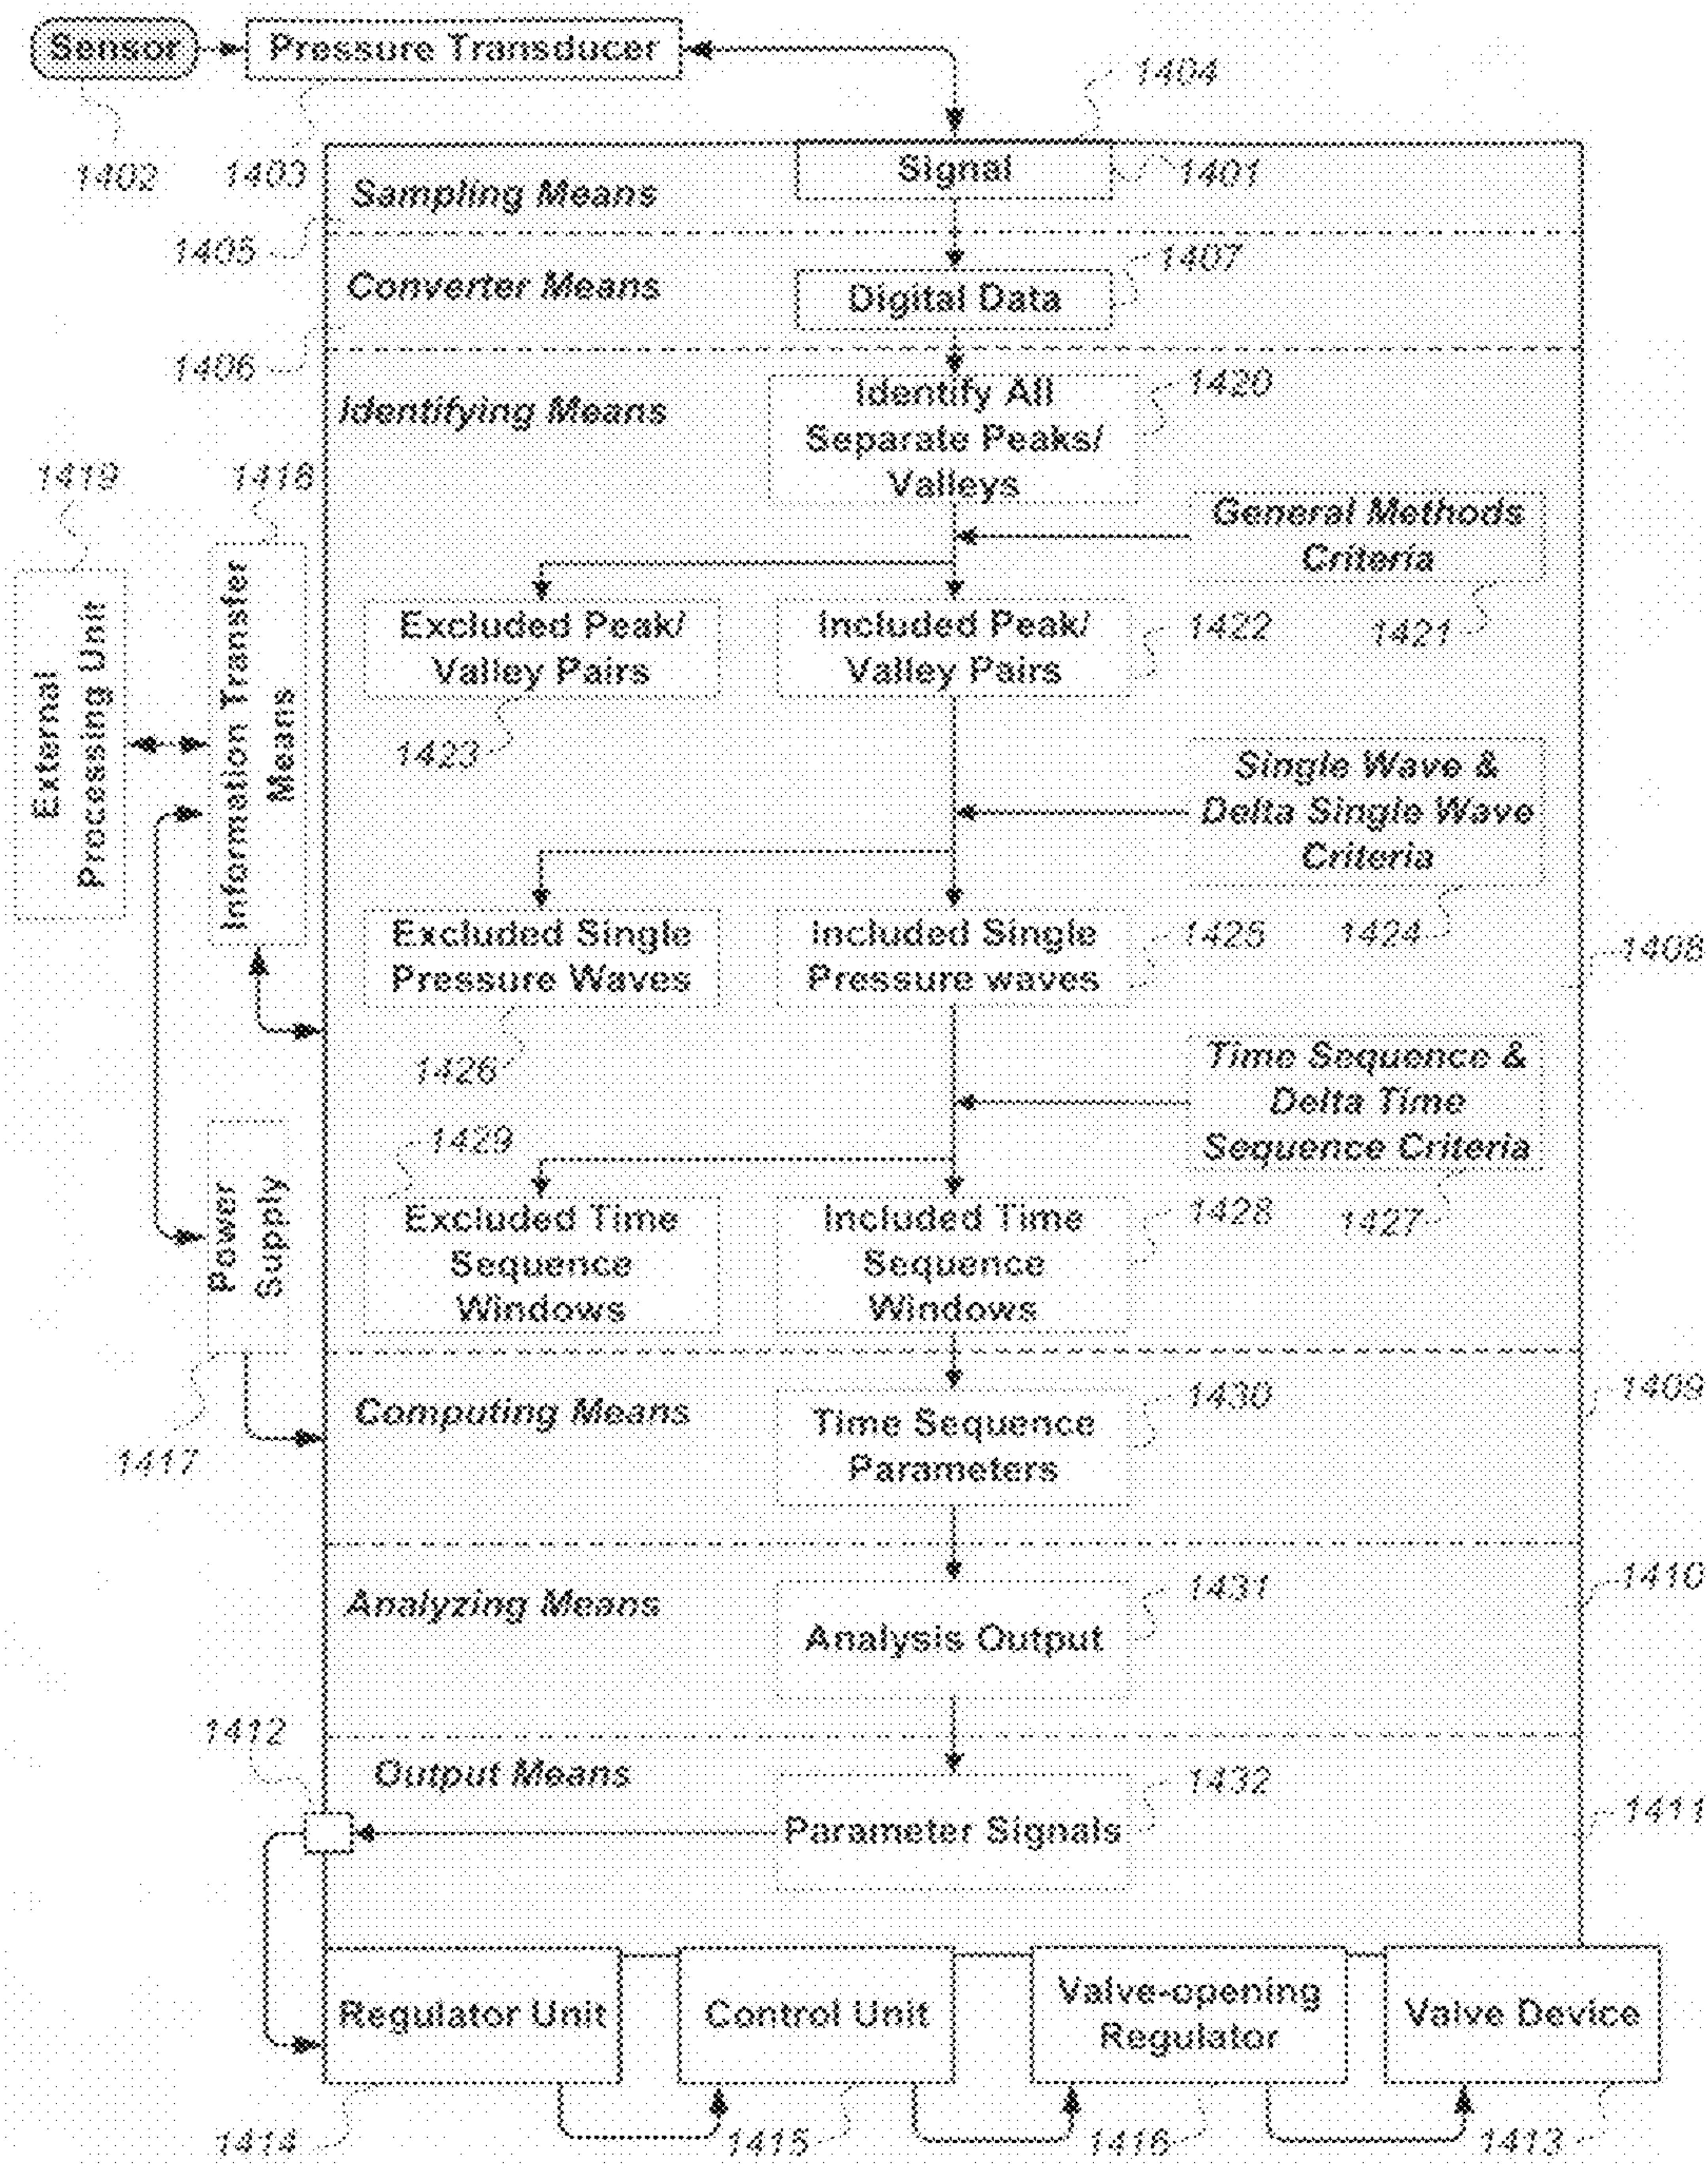 Sensor
Pressure Transducer
1404
1402
1403
Signal
1401
Sampling Means
1405
1407
Converter Means
Digital Data
1406
1420
Identify All
Separate Peaks/
Valleys
Identifying Means
1419
1418
General Methods
Criteria
1421
External
Processing Unit
Information Transfer
Means
Excluded Peak/
Valley Pairs
Included Peak/
Valley Pairs
1422
1423
Single Wave &
Delta Single Wave
Criteria
1424
Excluded Single
Pressure Waves
Included Single
Pressure waves
1425
1408
1426
Time Sequence &
Delta Time
Sequence Criteria
1429
1427
Power
Supply
Excluded Time
Sequence
Windows
Included Time
Sequence
Windows
1428
1409
1430
Computing Means
Time Sequence
Parameters
1417
1410
1431
Analyzing Means
Analysis Output
1412
Output Means
1432
1411
Parameter Signals
Regulator Unit
Control Unit
Valve-opening
Regulator
Valve Device
1414
1415
1416
1413